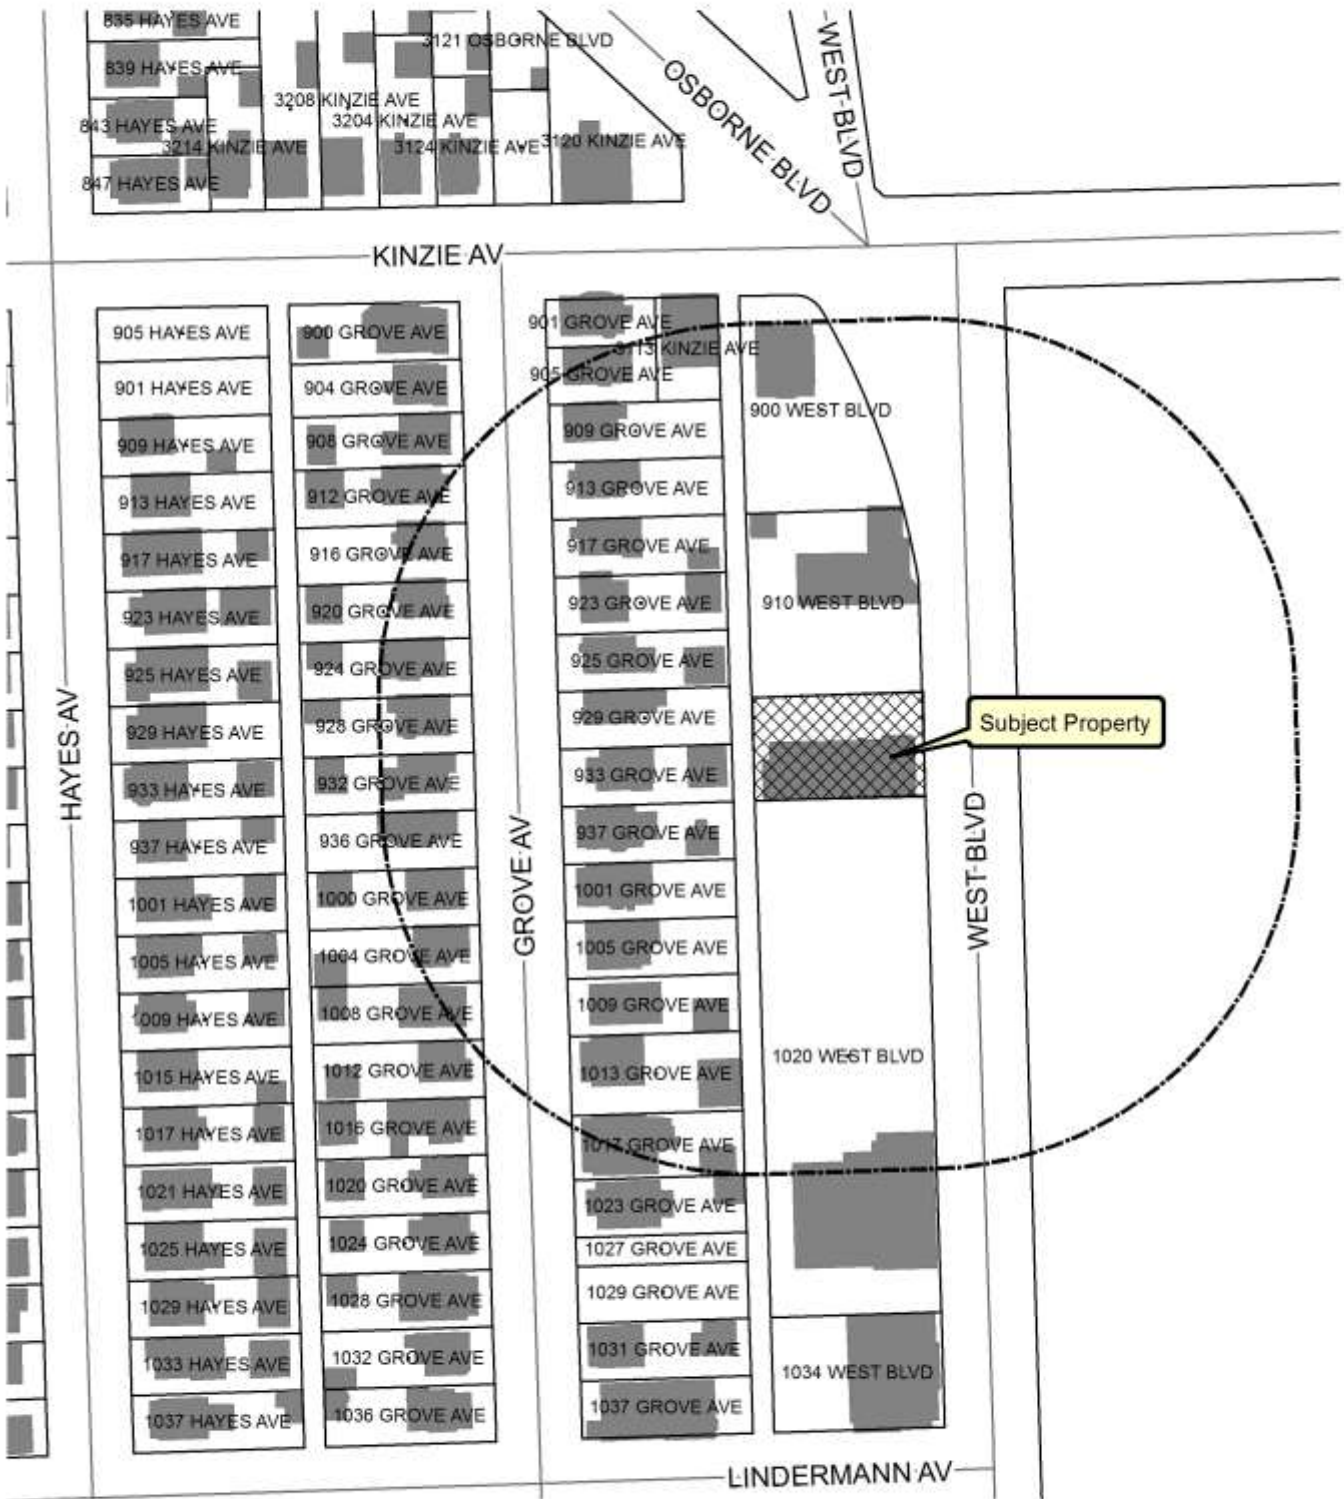 835 HAYES AVE
839 HAYES AVE
843 HAYES AVE
847 HAYES AVE
3214 KINZIE AVE
3208 KINZIE AVE
3204 KINZIE AVE
3124 KINZIE AVE
3121 OSBORNE BLVD
3120 KINZIE AVE
OSBORNE BLVD
WEST BLVD
KINZIE AV
905 HAYES AVE
901 HAYES AVE
909 HAYES AVE
913 HAYES AVE
917 HAYES AVE
923 HAYES AVE
925 HAYES AVE
929 HAYES AVE
933 HAYES AVE
937 HAYES AVE
1001 HAYES AVE
1005 HAYES AVE
1009 HAYES AVE
1015 HAYES AVE
1017 HAYES AVE
1021 HAYES AVE
1025 HAYES AVE
1029 HAYES AVE
1033 HAYES AVE
1037 HAYES AVE
HAYES AV
900 GROVE AVE
904 GROVE AVE
908 GROVE AVE
912 GROVE AVE
916 GROVE AVE
920 GROVE AVE
924 GROVE AVE
928 GROVE AVE
932 GROVE AVE
936 GROVE AVE
1000 GROVE AVE
1004 GROVE AVE
1008 GROVE AVE
1012 GROVE AVE
1016 GROVE AVE
1020 GROVE AVE
1024 GROVE AVE
1028 GROVE AVE
1032 GROVE AVE
1036 GROVE AVE
GROVE AV
901 GROVE AVE
3113 KINZIE AVE
905 GROVE AVE
909 GROVE AVE
913 GROVE AVE
917 GROVE AVE
923 GROVE AVE
925 GROVE AVE
929 GROVE AVE
933 GROVE AVE
937 GROVE AVE
1001 GROVE AVE
1005 GROVE AVE
1009 GROVE AVE
1013 GROVE AVE
1017 GROVE AVE
1023 GROVE AVE
1027 GROVE AVE
1029 GROVE AVE
1031 GROVE AVE
1037 GROVE AVE
900 WEST BLVD
910 WEST BLVD
Subject Property
1020 WEST BLVD
1034 WEST BLVD
WEST BLVD
LINDERMANN AV